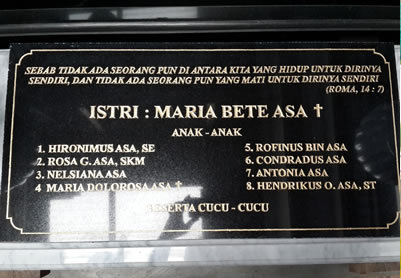 SEBAB TIDAK ADA SEORANG PUN DI ANTARA KITA YANG HIDUP UNTUK DIRINYA
SENDIRI, DAN TIDAK ADA SEORANG PUN YANG MATI UNTUK DIRINYA SENDIRI
(ROMA, 14 : 7)
ISTRI : MARIA BETE ASA ✝
ANAK - ANAK
1. HIRONIMUS ASA, SE
2. ROSA G. ASA, SKM
3. NELSIANA ASA
4 MARIA DOLOROSA ASA ✝
5. ROFINUS BIN ASA
6. CONDRADUS ASA
7. ANTONIA ASA
8. HENDRIKUS O. ASA, ST
BESERTA CUCU - CUCU